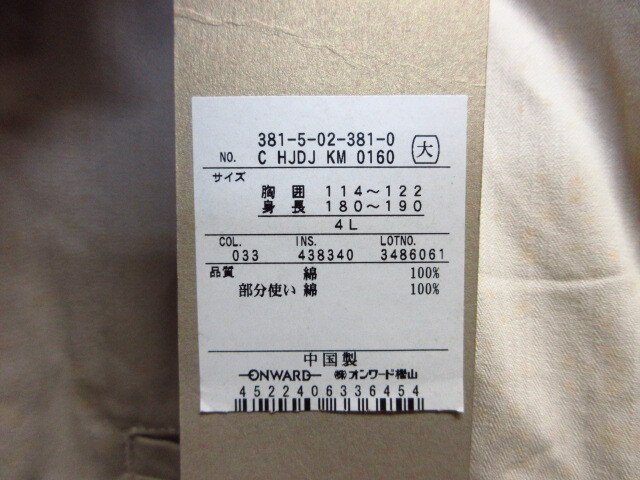 381-5-02-381-0
NO. C HJDJ KM 0160 大
サイズ
胸 囲 114～122
身 長 180～190
4L
COL. INS. LOTNO.
033 438340 3486061
品質 綿 100%
部分使い 綿 100%
中国製
ONWARD ㈱オンワード樫山
4522406336454